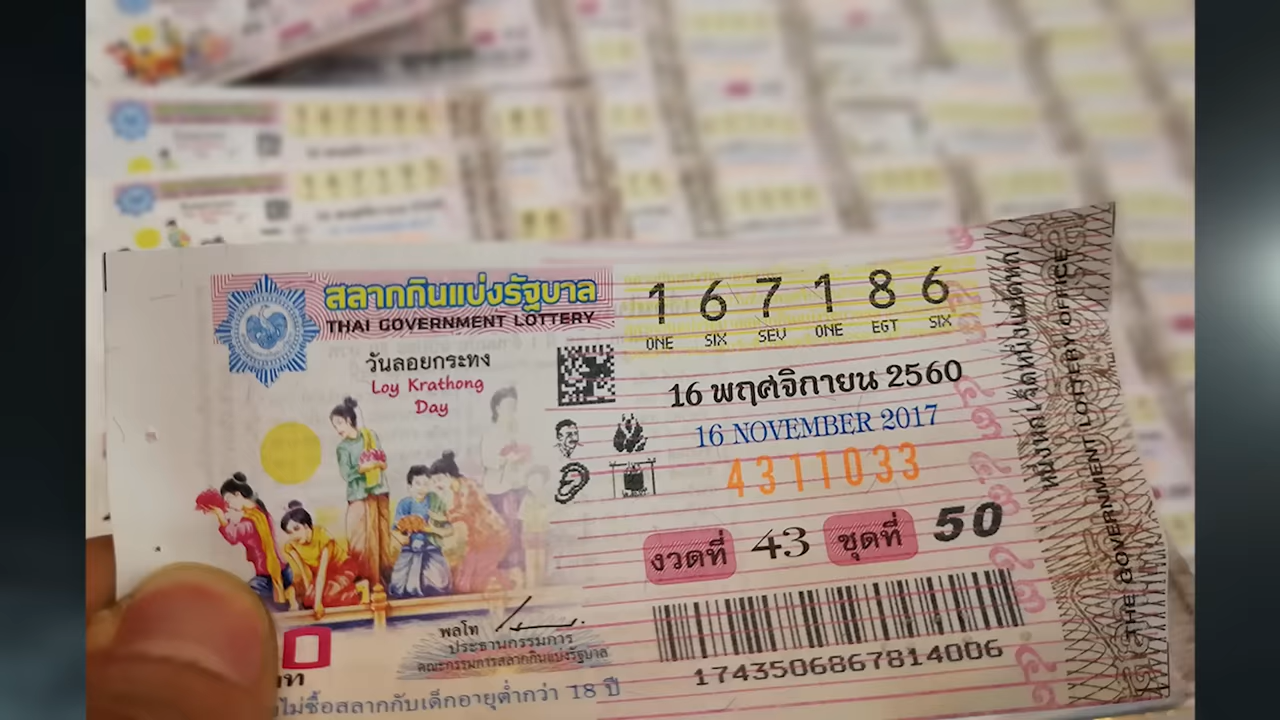 สลากกินแบ่งรัฐบาล
THAI GOVERNMENT LOTTERY
วันลอยกระทง
Loy Krathong
Day
1 6 7 1 8 6
ONE SIX SEV ONE EGT SIX
16 พฤศจิกายน 2560
16 NOVEMBER 2017
4311033
งวดที่ 43 ชุดที่ 50
1743506867814006
พลโท
ประธานกรรมการ
คณะกรรมการสลากกินแบ่งรัฐบาล
ไม่ซื้อสลากกับเด็กอายุต่ำกว่า 18 ปี
THE GOVERNMENT LOTTERY OFFICE